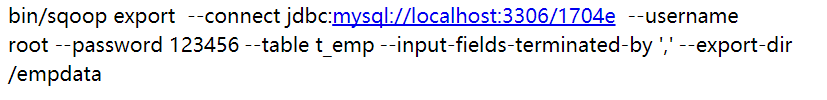 bin/sqoop export  --connect jdbc:mysql://localhost:3306/1704e  --username
root --password 123456 --table t_emp --input-fields-terminated-by ',' --export-dir
/empdata